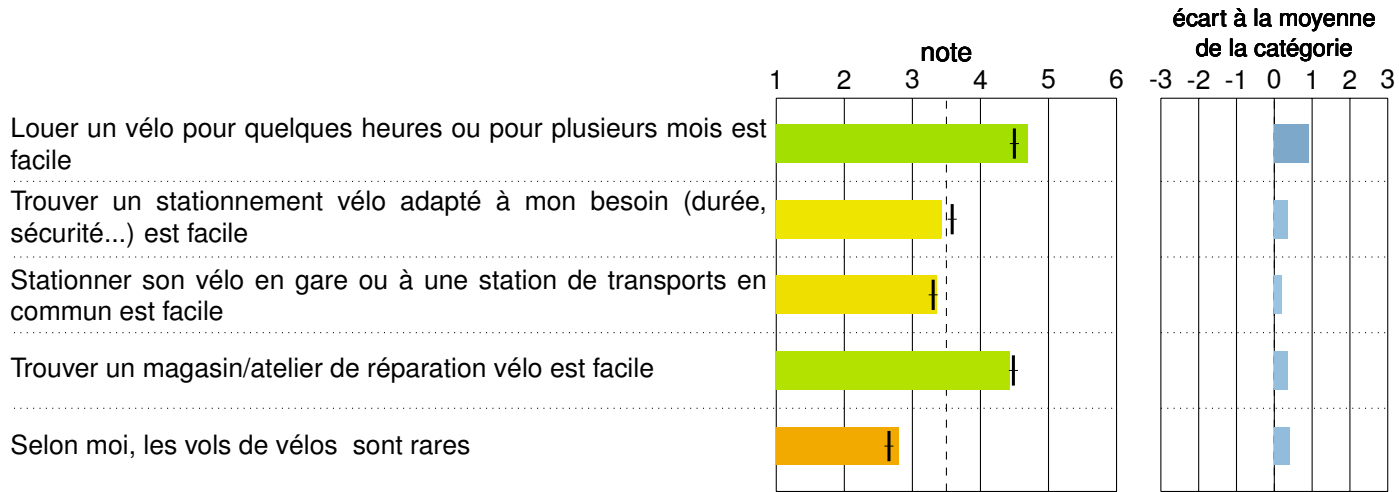 écart à la moyenne
note de la catégorie
1 2 3 4 5 6 -3 -2 -1 0 1 2 3
Louer un vélo pour quelques heures ou pour plusieurs mois est
facile
Trouver un stationnement vélo adapté à mon besoin (durée,
sécurité...) est facile
Stationner son vélo en gare ou à une station de transports en
commun est facile
Trouver un magasin/atelier de réparation vélo est facile
Selon moi, les vols de vélos sont rares